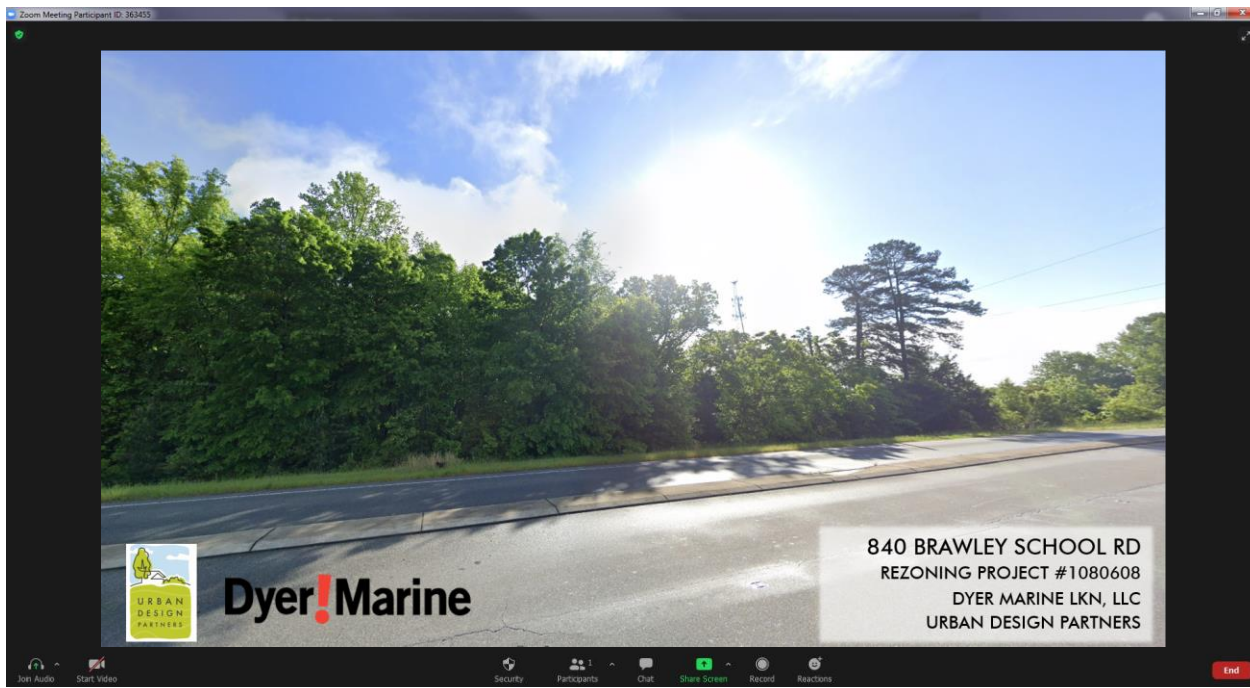 Zoom Meeting Participant ID: 363455
URBAN
DESIGN
PARTNERS
Dyer!Marine
840 BRAWLEY SCHOOL RD
REZONING PROJECT #1080608
DYER MARINE LKN, LLC
URBAN DESIGN PARTNERS
Join Audio
Start Video
Security
Participants
1
Chat
Share Screen
Record
Reactions
End